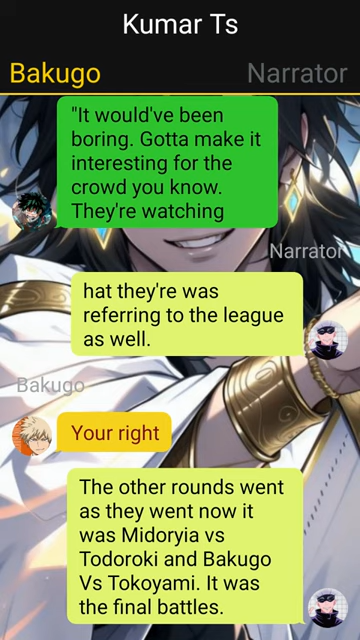 Kumar Ts
Bakugo
Narrator
"It would've been
boring. Gotta make it
interesting for the
crowd you know.
They're watching
Narrator
hat they're was
referring to the league
as well.
Bakugo
Your right
The other rounds went
as they went now it
was Midoryia vs
Todoroki and Bakugo
Vs Tokoyami. It was
the final battles.